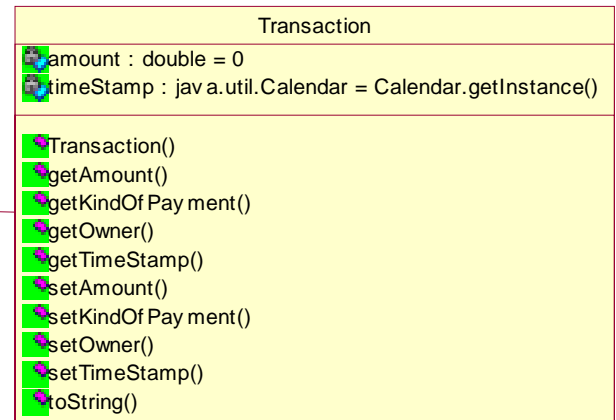 Transaction
amount : double = 0
timeStamp : java.util.Calendar = Calendar.getInstance()
Transaction()
getAmount()
getKindOfPayment()
getOwner()
getTimeStamp()
setAmount()
setKindOfPayment()
setOwner()
setTimeStamp()
toString()